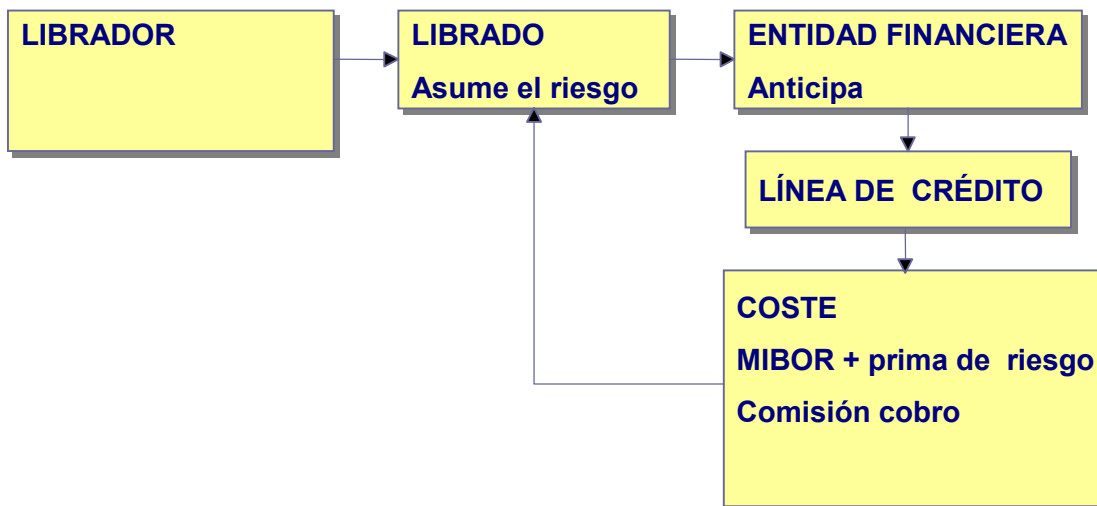 LIBRADOR
LIBRADO
Asume el riesgo
ENTIDAD FINANCIERA
Anticipa
LÍNEA DE CRÉDITO
COSTE
MIBOR + prima de riesgo
Comisión cobro